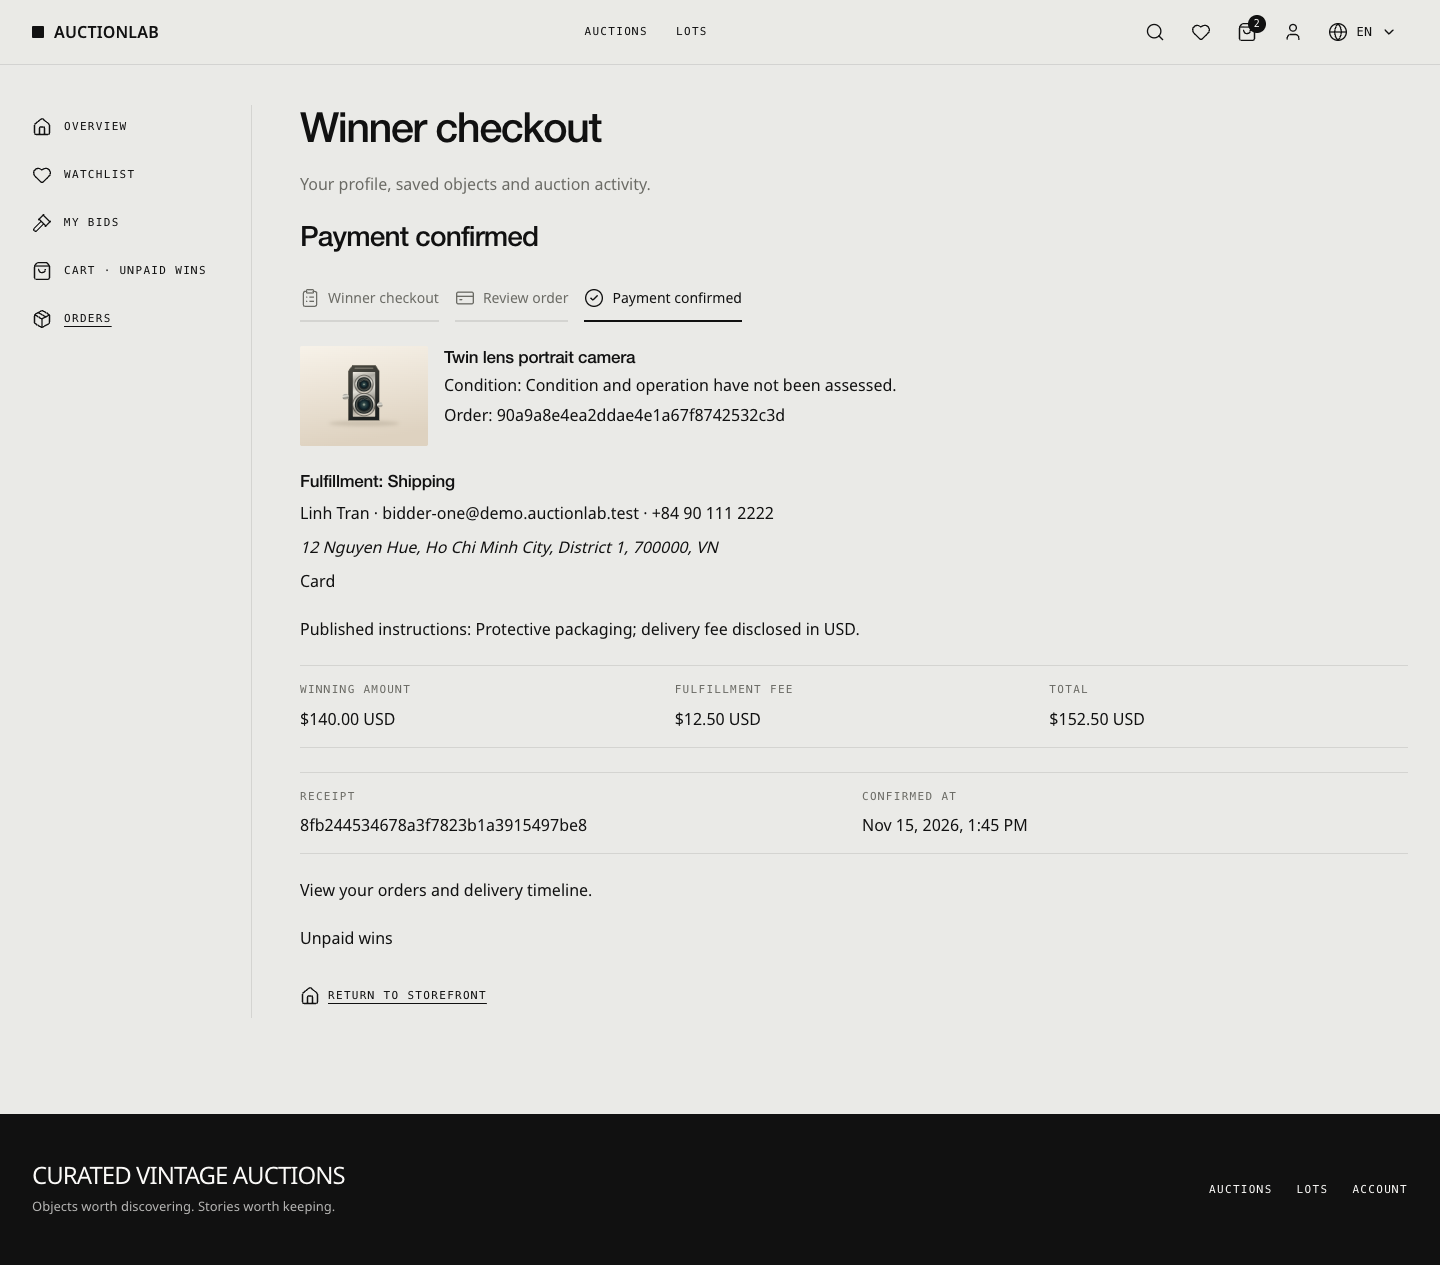 AUCTIONLAB
AUCTIONS LOTS
2
EN
OVERVIEW
WATCHLIST
MY BIDS
CART · UNPAID WINS
ORDERS
Winner checkout
Your profile, saved objects and auction activity.
Payment confirmed
Winner checkout Review order Payment confirmed
Twin lens portrait camera
Condition: Condition and operation have not been assessed.
Order: 90a9a8e4ea2ddae4e1a67f8742532c3d
Fulfillment: Shipping
Linh Tran · bidder-one@demo.auctionlab.test · +84 90 111 2222
12 Nguyen Hue, Ho Chi Minh City, District 1, 700000, VN
Card
Published instructions: Protective packaging; delivery fee disclosed in USD.
WINNING AMOUNT FULFILLMENT FEE TOTAL
$140.00 USD $12.50 USD $152.50 USD
RECEIPT CONFIRMED AT
8fb244534678a3f7823b1a3915497be8 Nov 15, 2026, 1:45 PM
View your orders and delivery timeline.
Unpaid wins
RETURN TO STOREFRONT
CURATED VINTAGE AUCTIONS
Objects worth discovering. Stories worth keeping.
AUCTIONS LOTS ACCOUNT